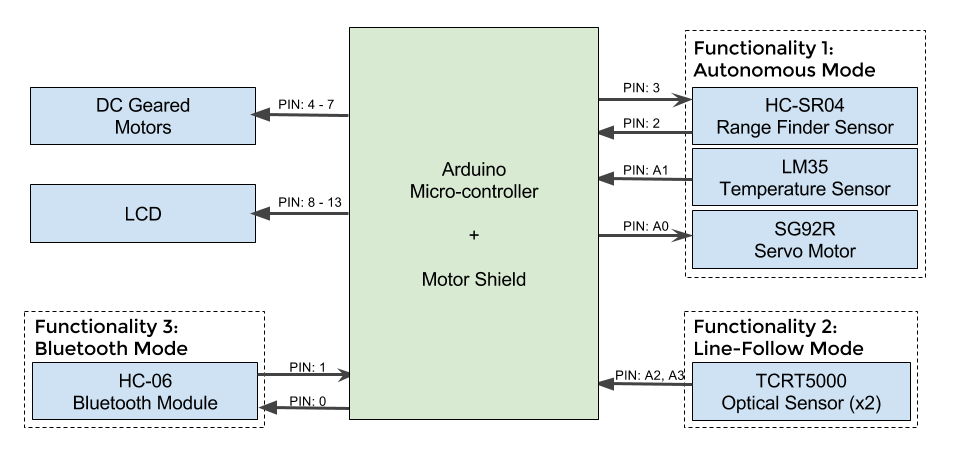 Functionality 1:
Autonomous Mode
PIN: 3
HC-SR04
Range Finder Sensor
PIN: 2
DC Geared
Motors
PIN: 4 - 7
Arduino
Micro-controller
+
Motor Shield
PIN: A1
LM35
Temperature Sensor
LCD
PIN: 8 - 13
PIN: A0
SG92R
Servo Motor
Functionality 3:
Bluetooth Mode
HC-06
Bluetooth Module
PIN: 1
PIN: 0
Functionality 2:
Line-Follow Mode
PIN: A2, A3
TCRT5000
Optical Sensor (x2)